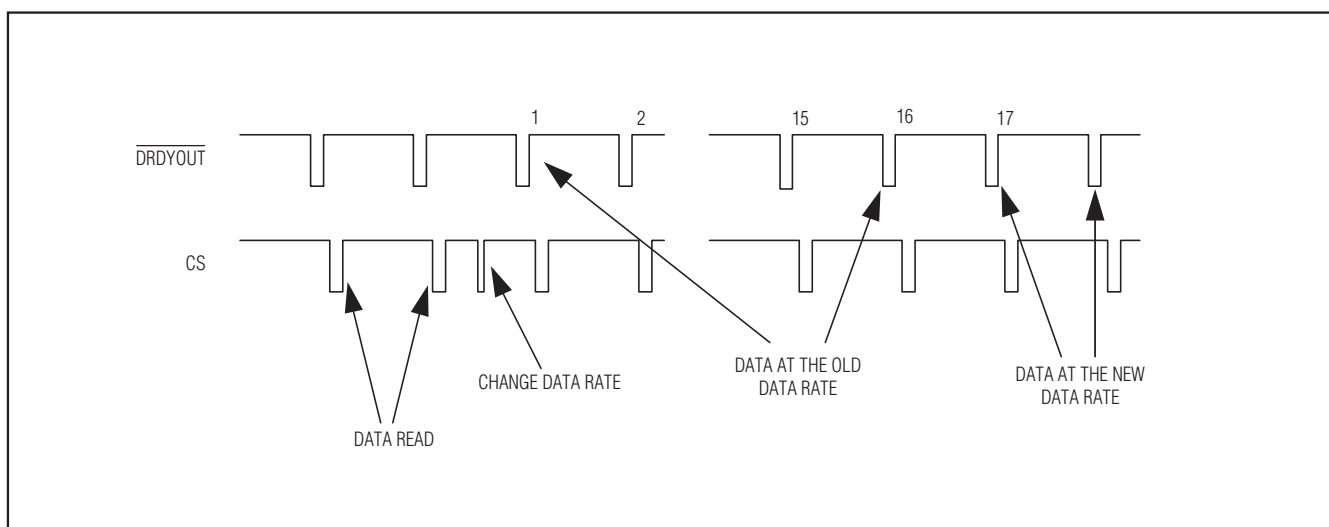 1 2 15 16 17
DRDYOUT
CS
CHANGE DATA RATE
DATA AT THE OLD
DATA RATE
DATA AT THE NEW
DATA RATE
DATA READ